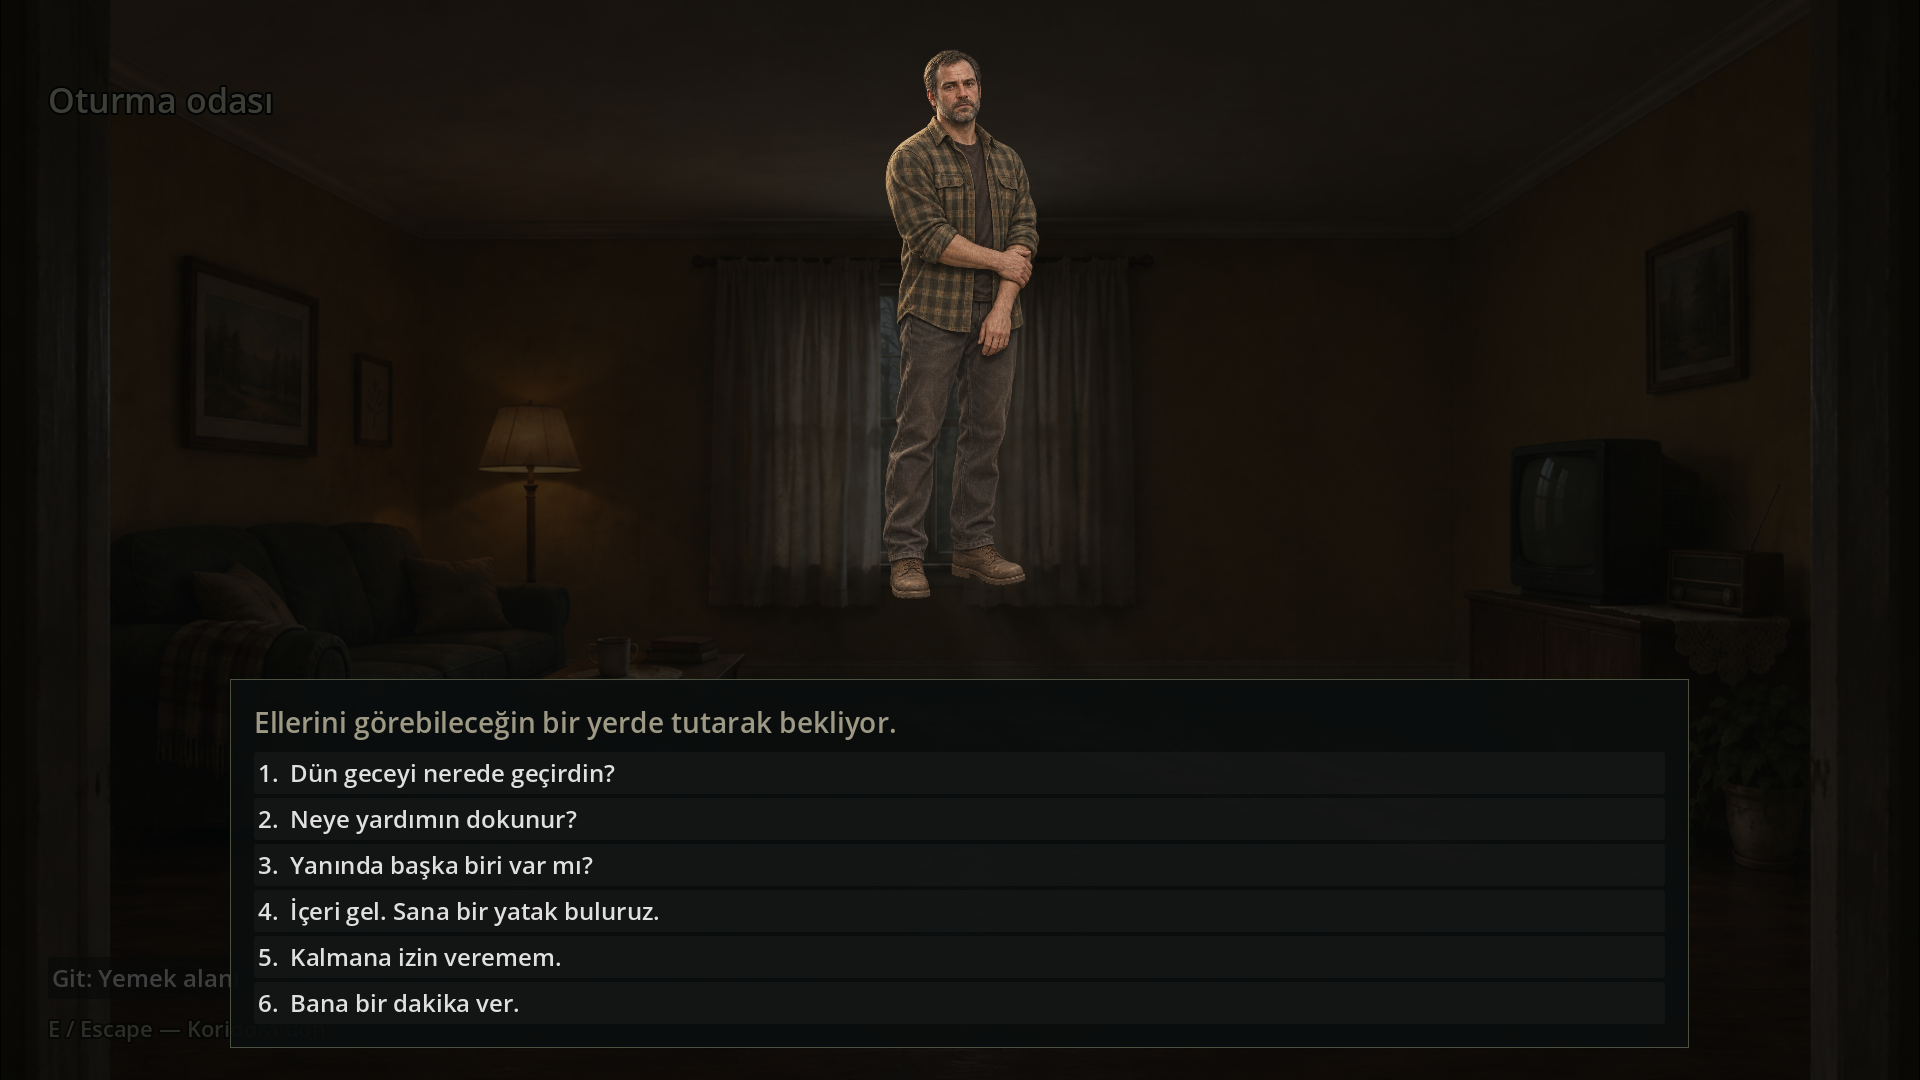 Oturma odası
Ellerini görebileceğin bir yerde tutarak bekliyor.
1. Dün geceyi nerede geçirdin?
2. Neye yardımın dokunur?
3. Yanında başka biri var mı?
4. İçeri gel. Sana bir yatak buluruz.
5. Kalmana izin veremem.
6. Bana bir dakika ver.
Git: Yemek alan
E / Escape — Kori